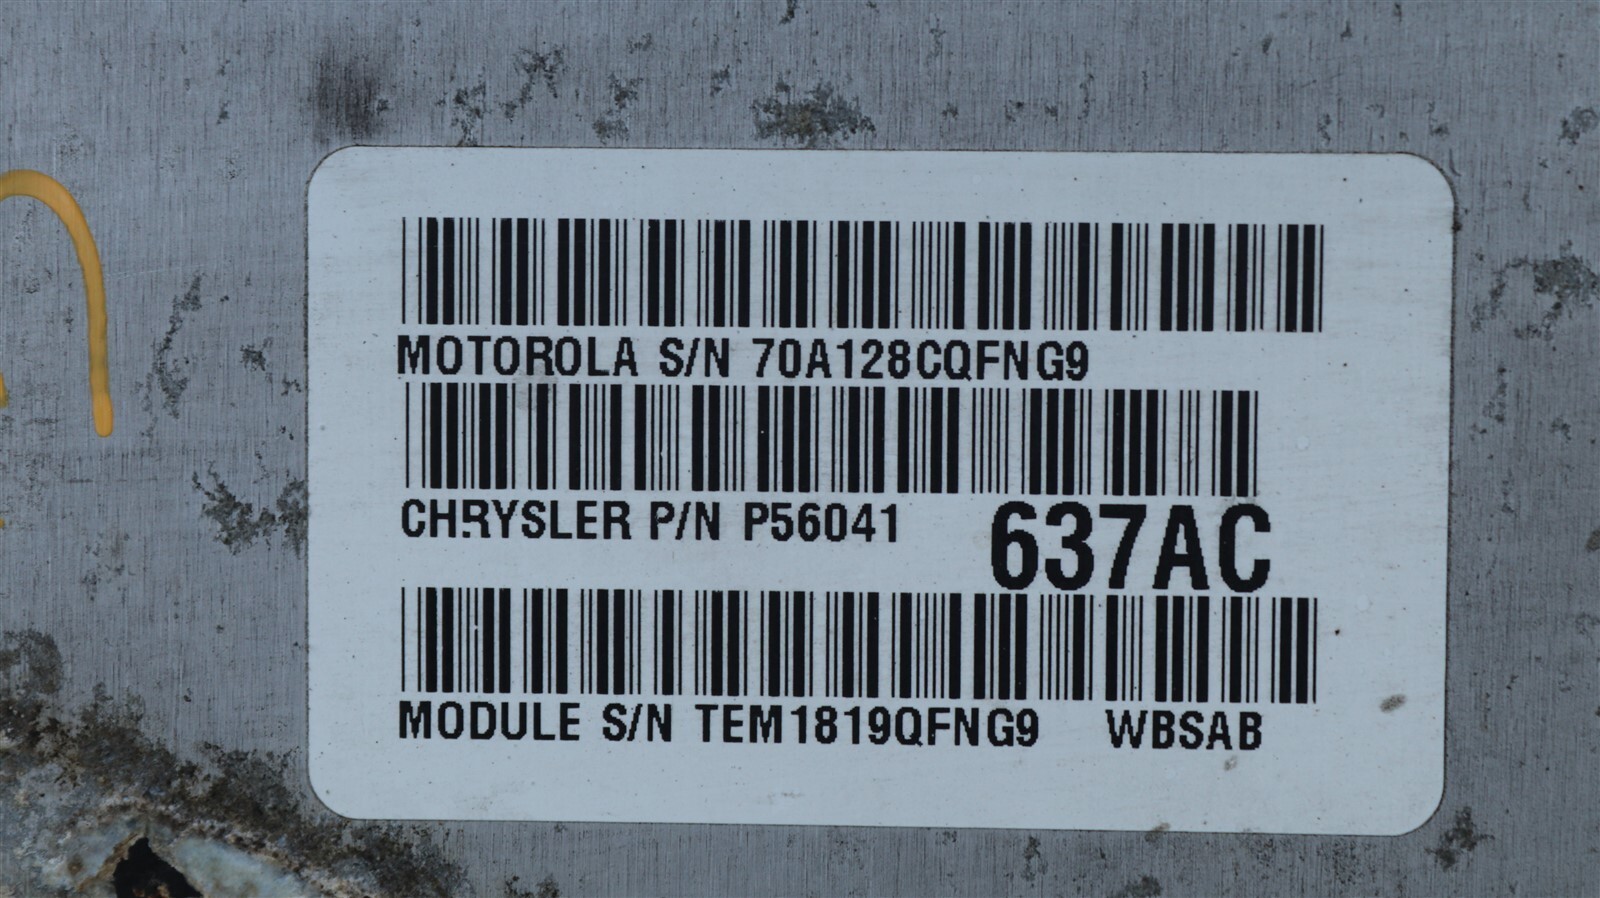 MOTOROLA S/N 70A128CQFNG9
CHRYSLER P/N P56041 637AC
MODULE S/N TEM1819QFNG9 WBSAB